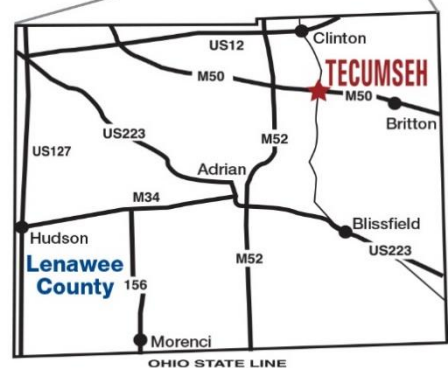 Clinton
US12
TECUMSEH
M50
M50
Britton
US223
M52
US127
Adrian
M34
Blissfield
Hudson
US223
Lenawee
County
M52
156
Morenci
OHIO STATE LINE